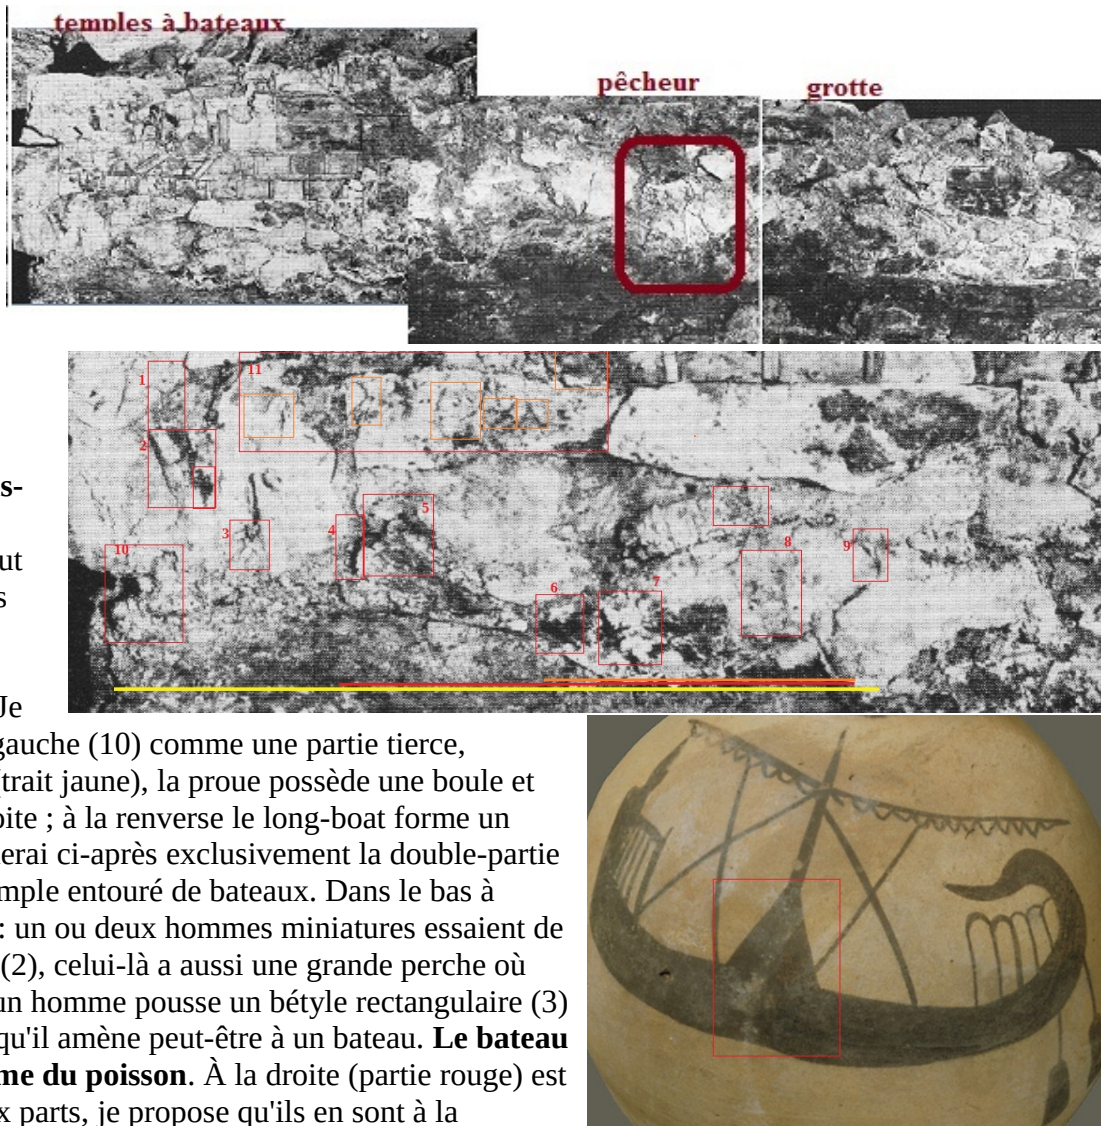 temples à bateaux
pêcheur
grotte
1
11
2
5
3
4
10
8
9
6
7
s-
ut
s
Je
gauche (10) comme une partie tierce,
(trait jaune), la proue possède une boule et
bite ; à la renverse le long-boat forme un
erai ci-après exclusivement la double-partie
mple entouré de bateaux. Dans le bas à
: un ou deux hommes miniatures essaient de
(2), celui-là a aussi une grande perche où
un homme pousse un bétyle rectangulaire (3)
qu'il amène peut-être à un bateau. Le bateau
me du poisson. À la droite (partie rouge) est
x parts, je propose qu'ils en sont à la